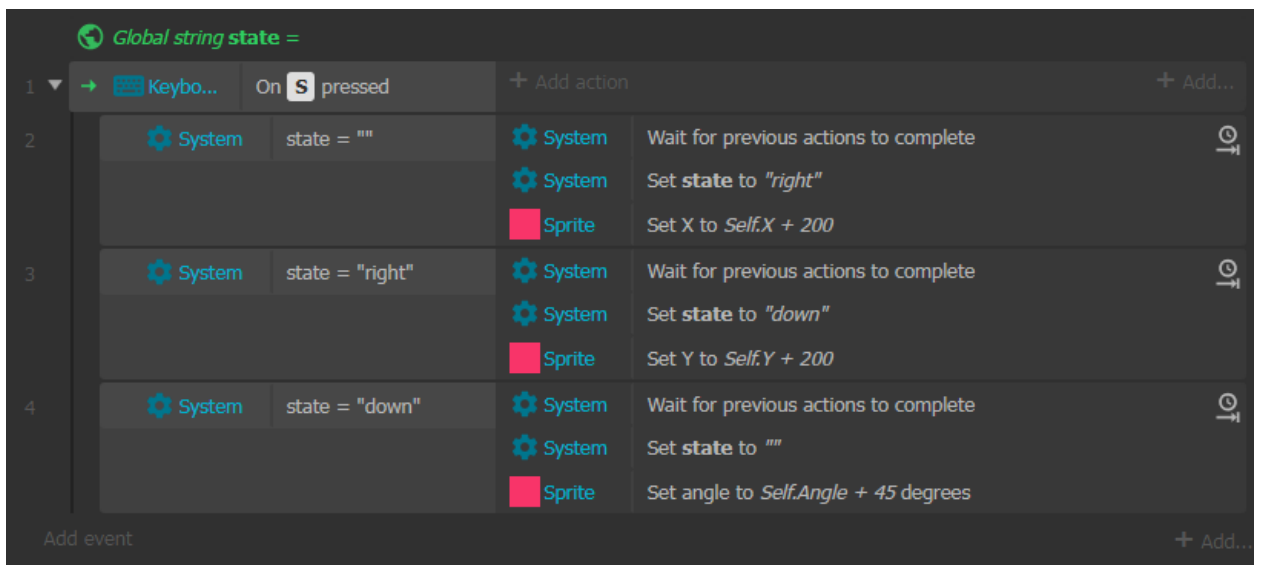 Global string state =
1 Keybo... On S pressed + Add action + Add...
2 System state = "" System Wait for previous actions to complete
System Set state to "right"
Sprite Set X to Self.X + 200
3 System state = "right" System Wait for previous actions to complete
System Set state to "down"
Sprite Set Y to Self.Y + 200
4 System state = "down" System Wait for previous actions to complete
System Set state to ""
Sprite Set angle to Self.Angle + 45 degrees
Add event + Add...